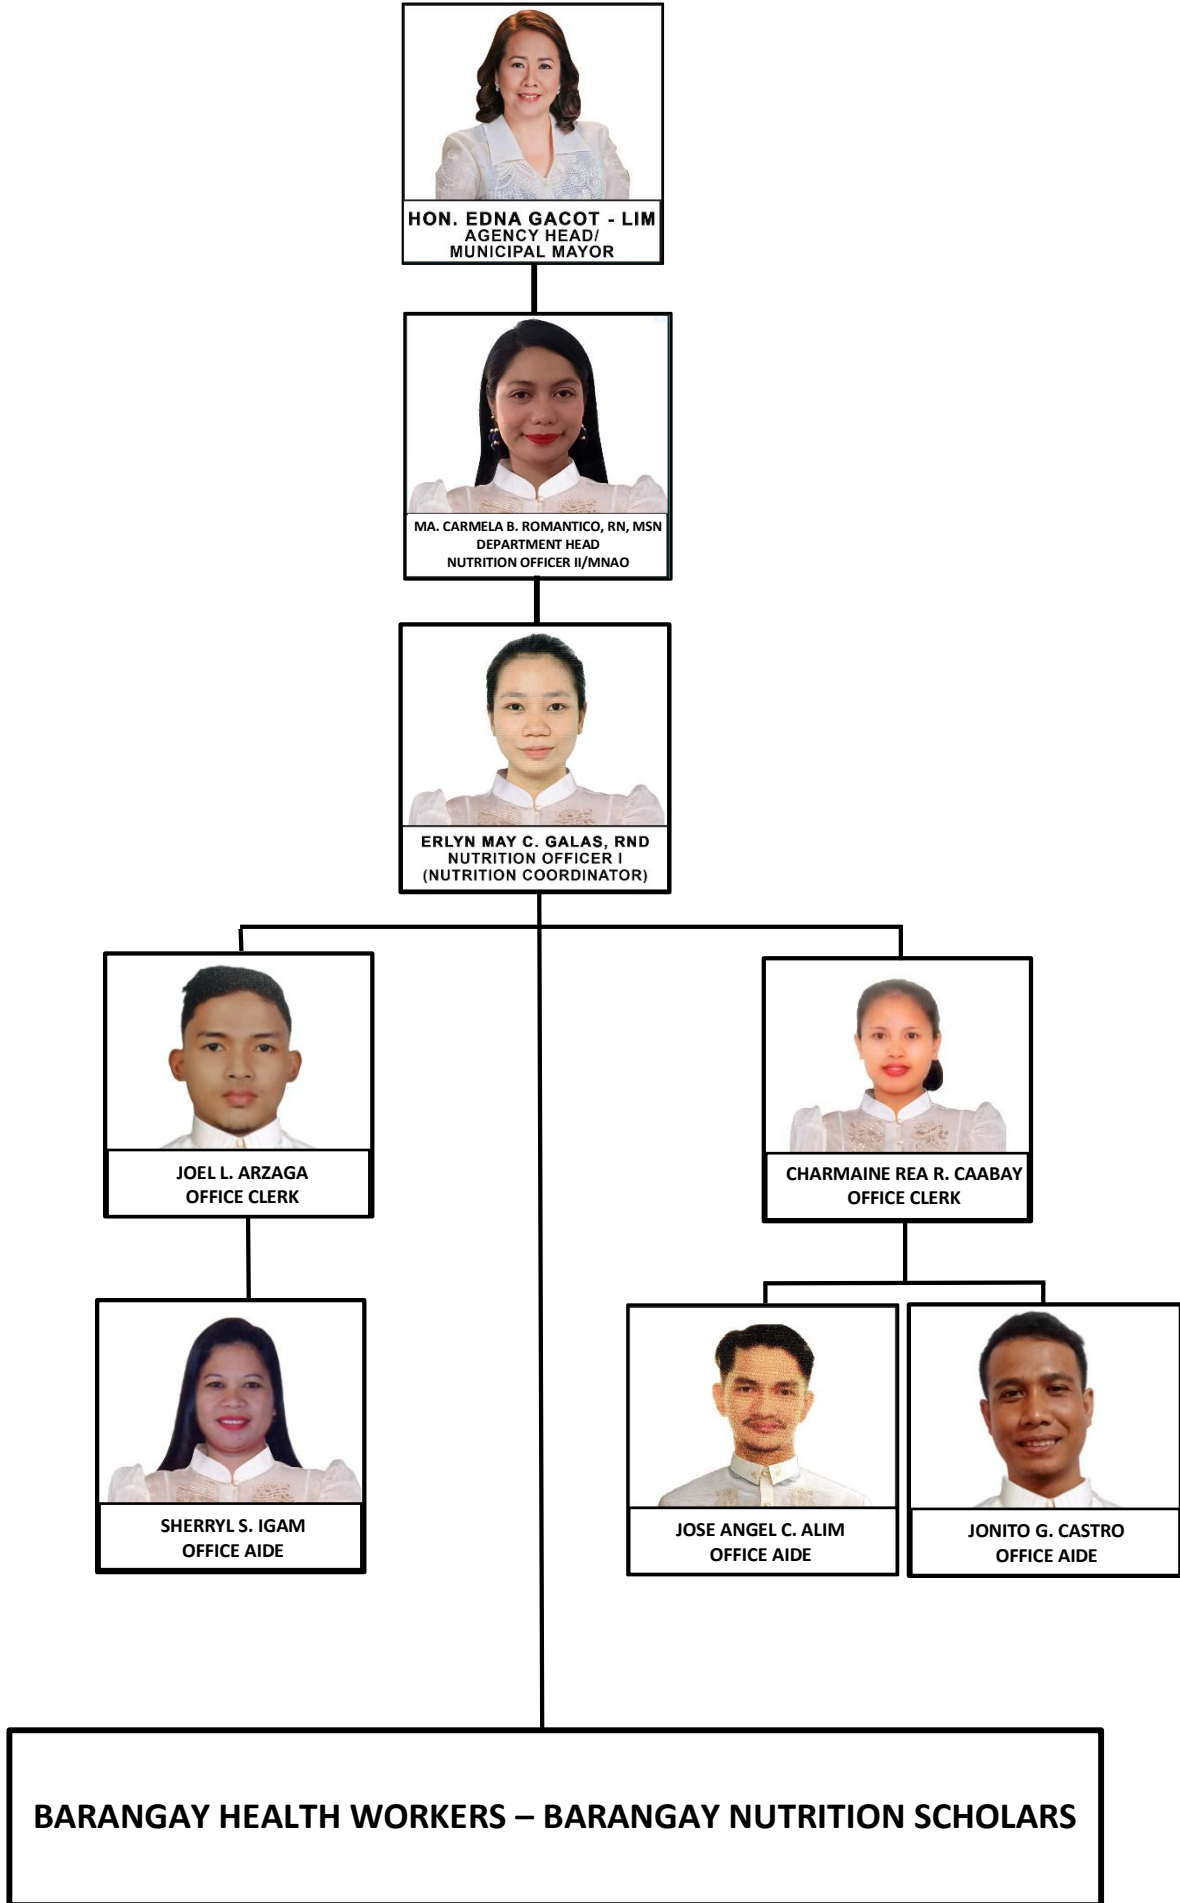 HON. EDNA GACOT - LIM
AGENCY HEAD/
MUNICIPAL MAYOR
MA. CARMELA B. ROMANTICO, RN, MSN
DEPARTMENT HEAD
NUTRITION OFFICER II/MNAO
ERLYN MAY C. GALAS, RND
NUTRITION OFFICER I
(NUTRITION COORDINATOR)
JOEL L. ARZAGA
OFFICE CLERK
CHARMAINE REA R. CAABAY
OFFICE CLERK
SHERRYL S. IGAM
OFFICE AIDE
JOSE ANGEL C. ALIM
OFFICE AIDE
JONITO G. CASTRO
OFFICE AIDE
BARANGAY HEALTH WORKERS – BARANGAY NUTRITION SCHOLARS